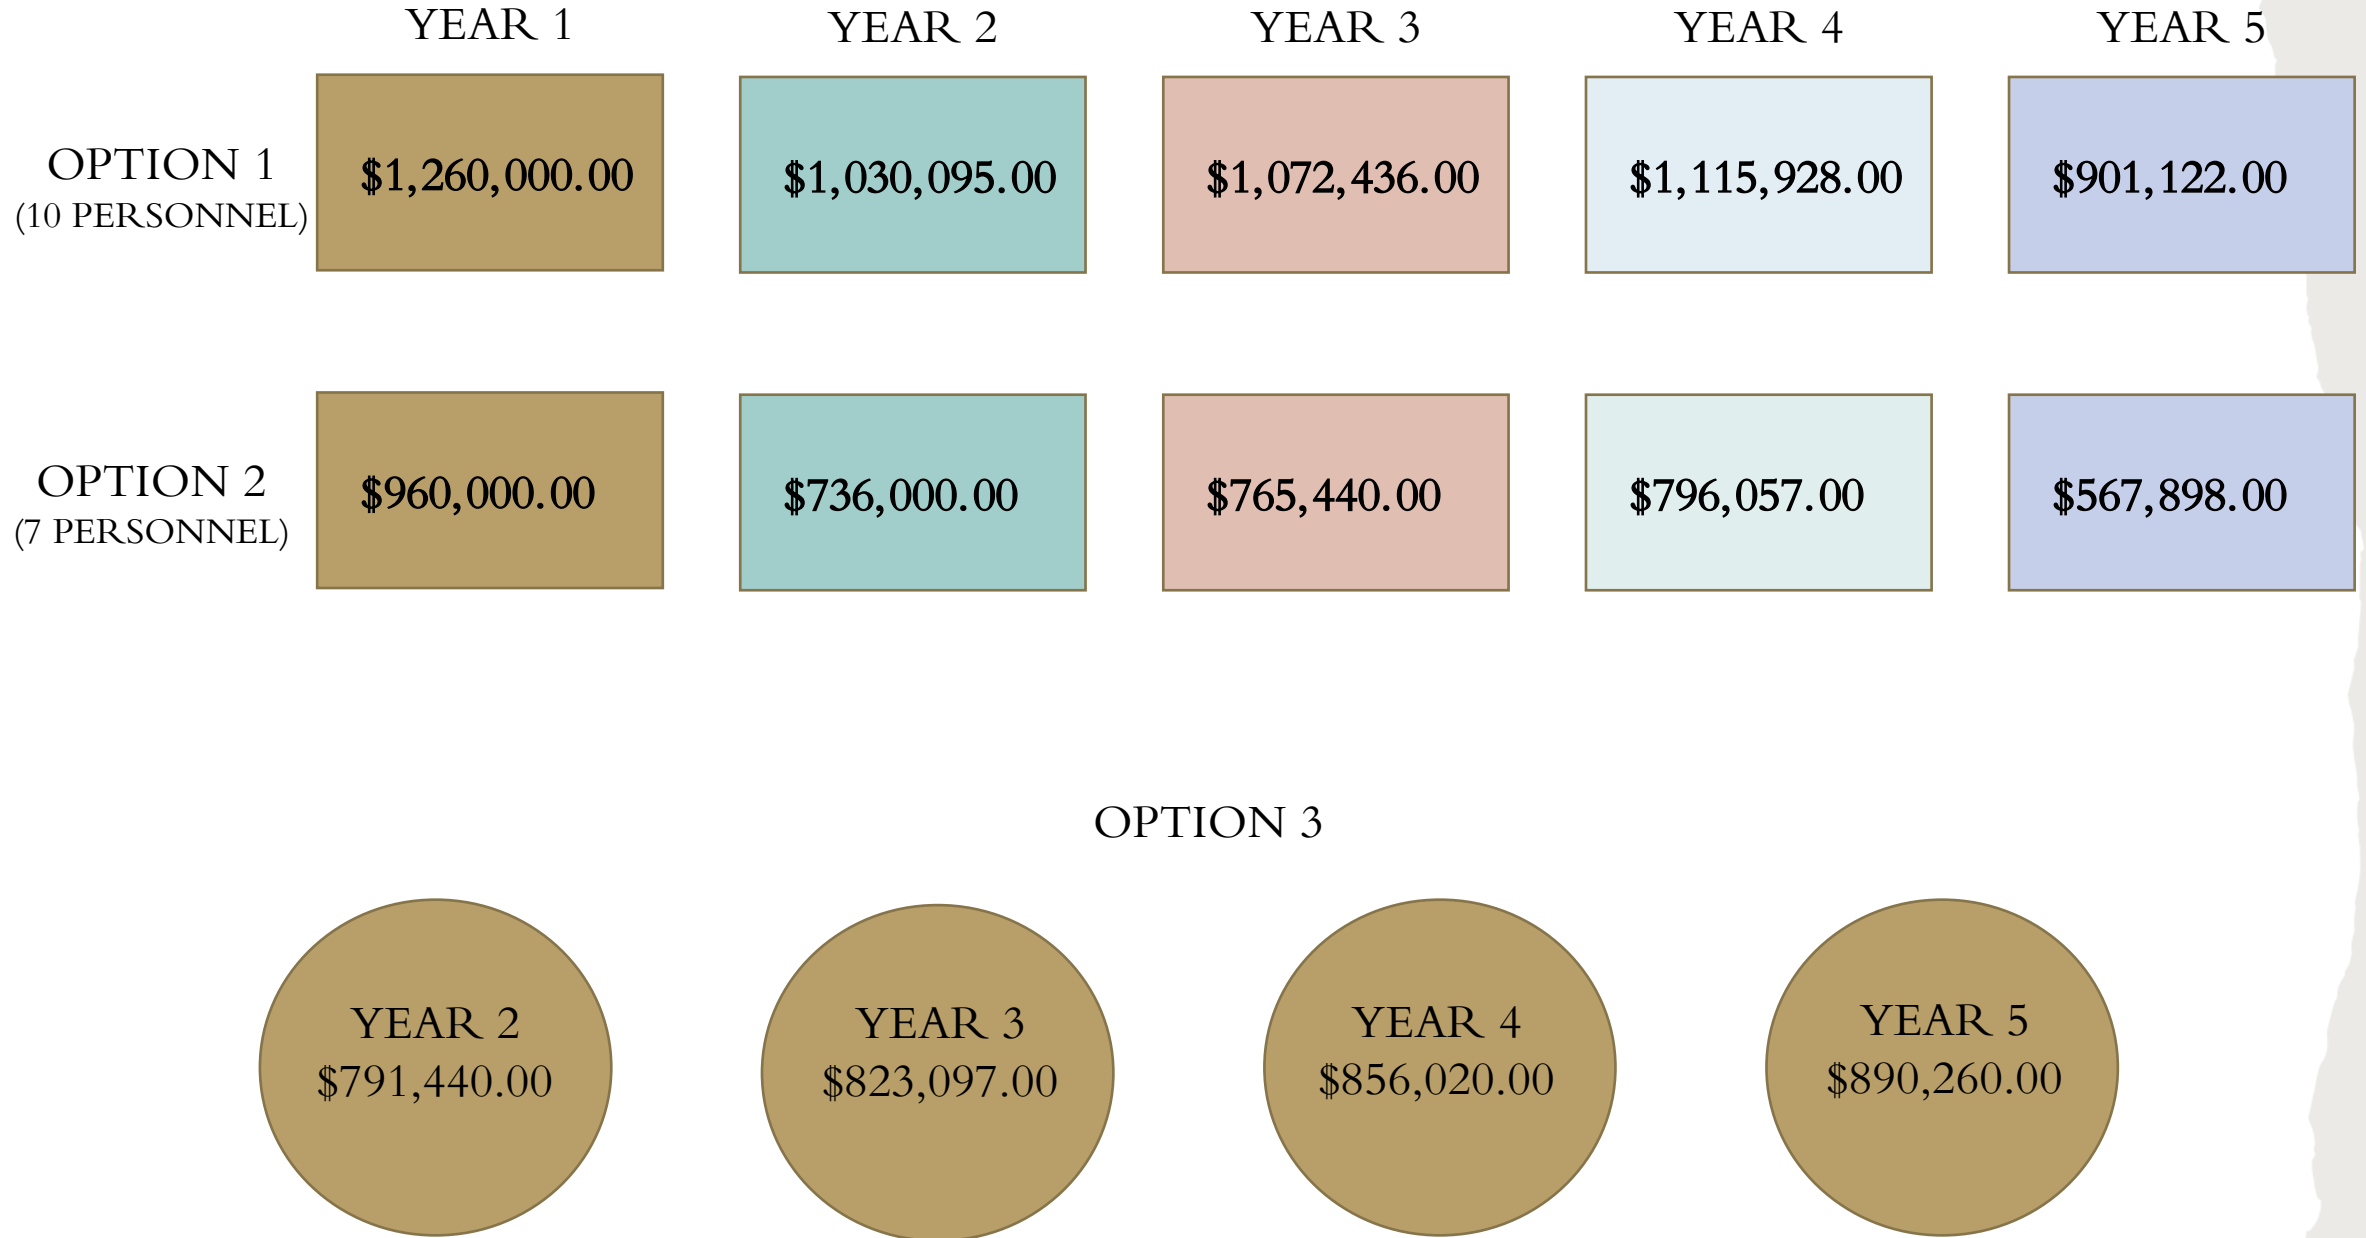 YEAR 1
YEAR 2
YEAR 3
YEAR 4
YEAR 5
OPTION 1
(10 PERSONNEL)
$1,260,000.00
$1,030,095.00
$1,072,436.00
$1,115,928.00
$901,122.00
OPTION 2
(7 PERSONNEL)
$960,000.00
$736,000.00
$765,440.00
$796,057.00
$567,898.00
OPTION 3
YEAR 2
$791,440.00
YEAR 3
$823,097.00
YEAR 4
$856,020.00
YEAR 5
$890,260.00